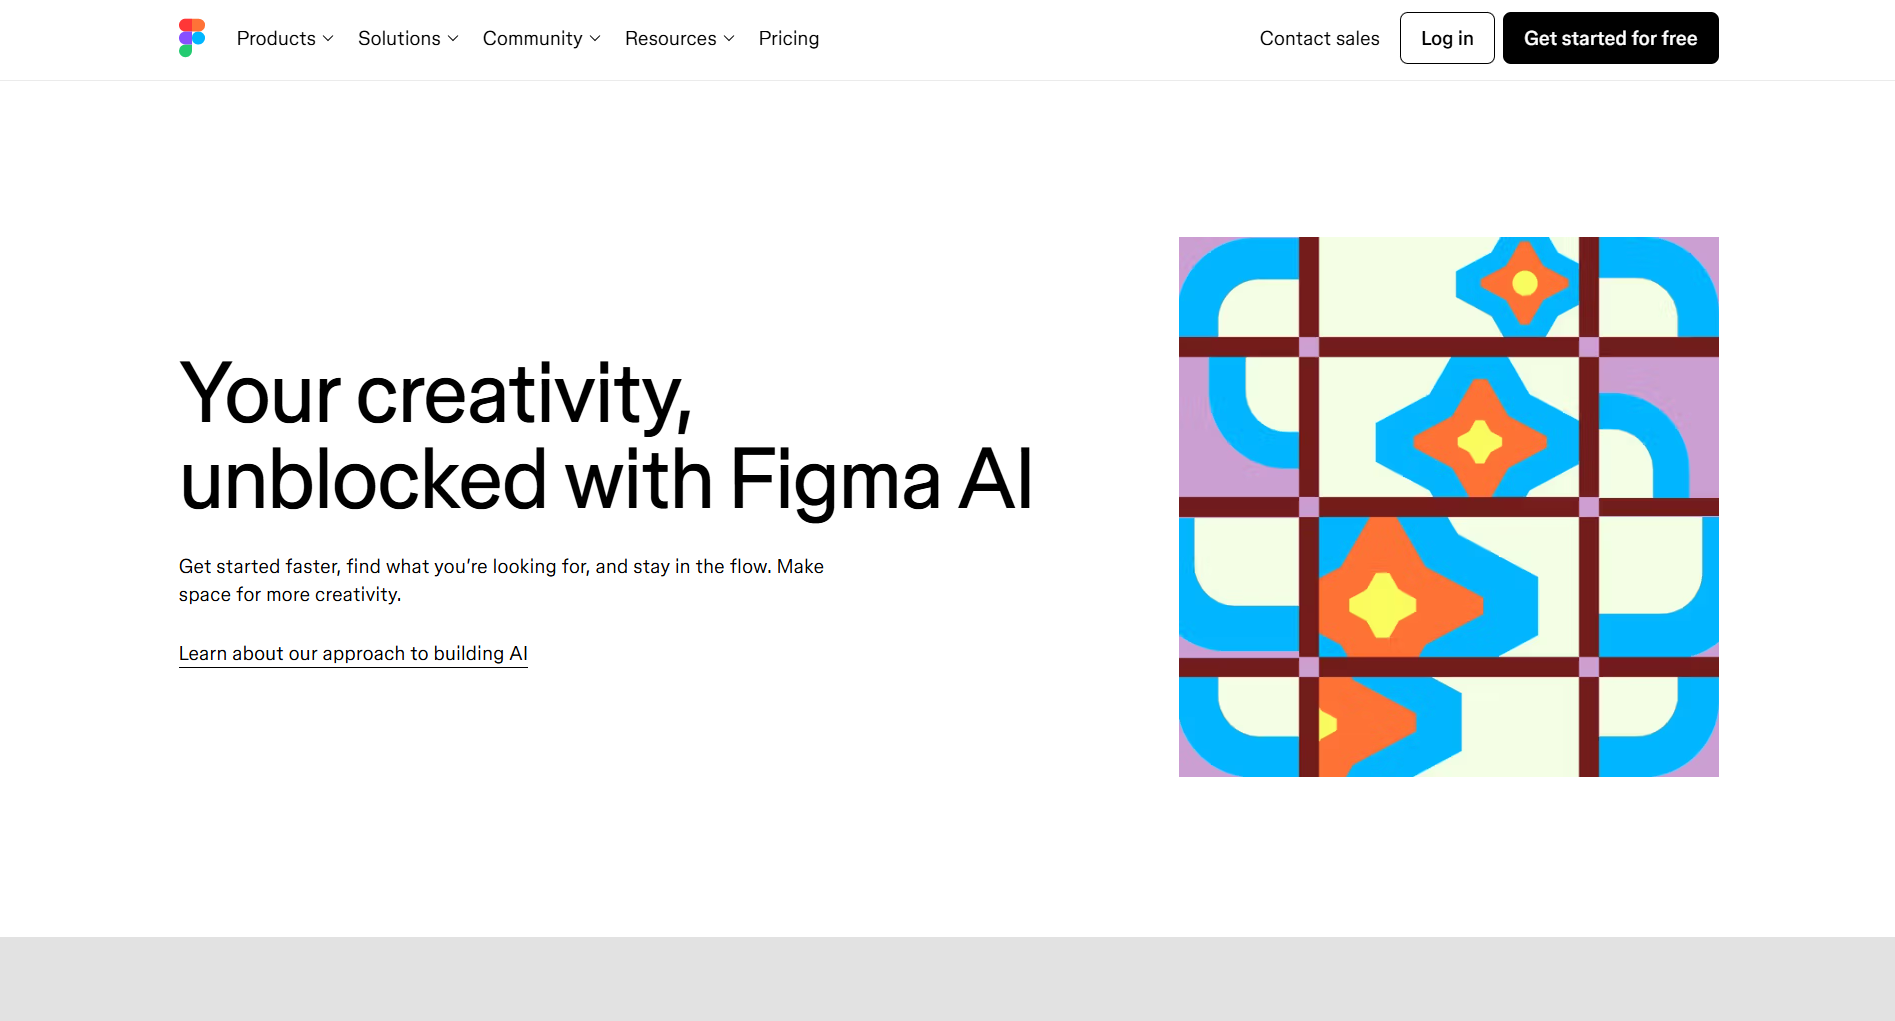 Products
Solutions
Community
Resources
Pricing
Contact sales
Log in
Get started for free
Your creativity,
unblocked with Figma AI
Get started faster, find what you’re looking for, and stay in the flow. Make
space for more creativity.
Learn about our approach to building AI